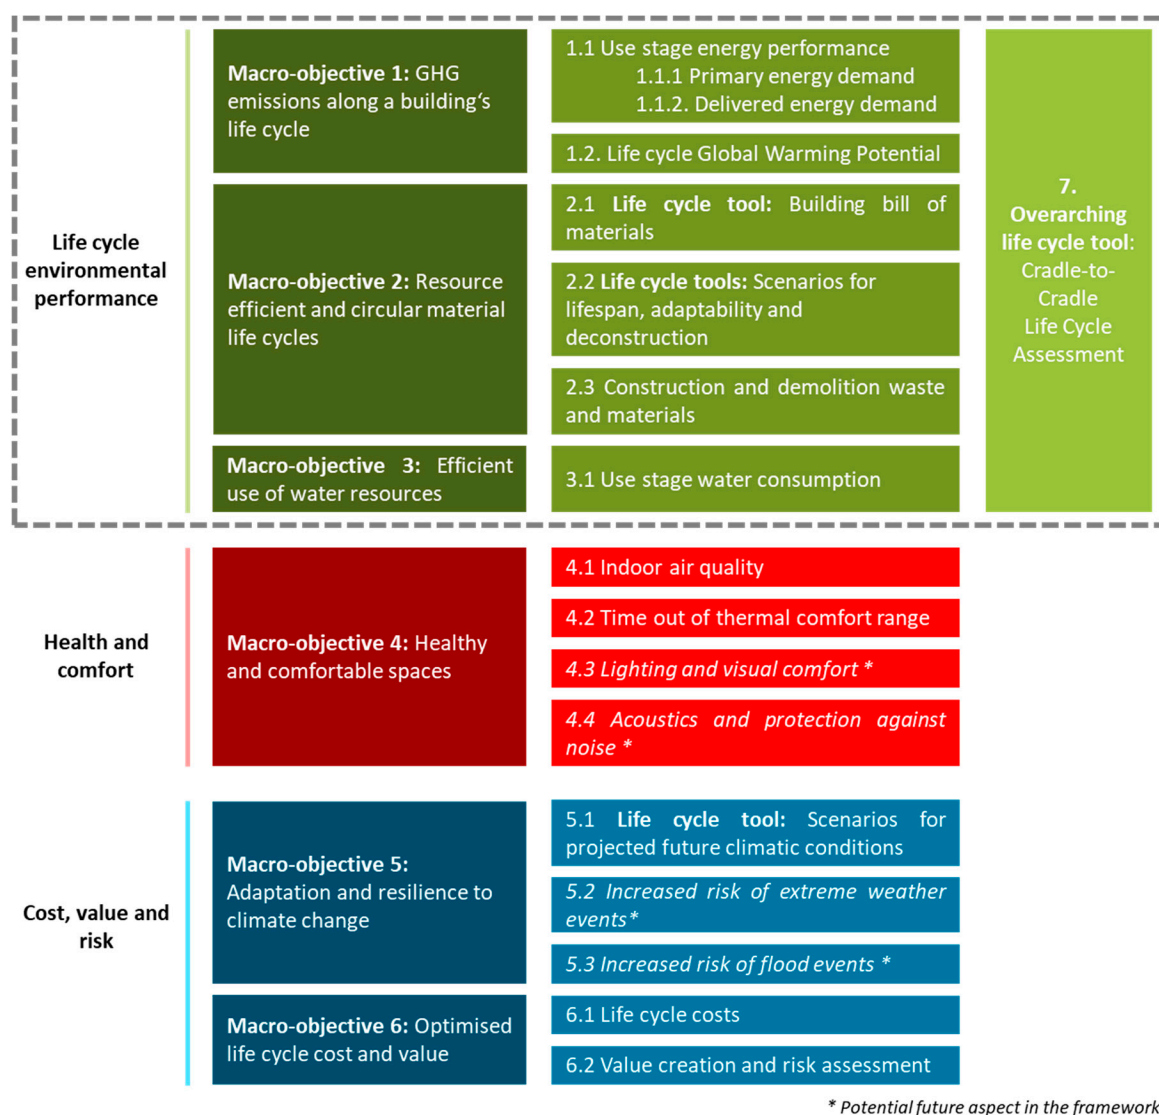 Life cycle
environmental
performance
Macro-objective 1: GHG
emissions along a building‘s
life cycle
1.1 Use stage energy performance
1.1.1 Primary energy demand
1.1.2. Delivered energy demand
1.2. Life cycle Global Warming Potential
Macro-objective 2: Resource
efficient and circular material
life cycles
2.1 Life cycle tool: Building bill of
materials
2.2 Life cycle tools: Scenarios for
lifespan, adaptability and
deconstruction
2.3 Construction and demolition waste
and materials
Macro-objective 3: Efficient
use of water resources
3.1 Use stage water consumption
7.
Overarching
life cycle tool:
Cradle-to-
Cradle
Life Cycle
Assessment
Health and
comfort
Macro-objective 4: Healthy
and comfortable spaces
4.1 Indoor air quality
4.2 Time out of thermal comfort range
4.3 Lighting and visual comfort *
4.4 Acoustics and protection against
noise *
Cost, value and
risk
Macro-objective 5:
Adaptation and resilience to
climate change
5.1 Life cycle tool: Scenarios for
projected future climatic conditions
5.2 Increased risk of extreme weather
events*
5.3 Increased risk of flood events *
Macro-objective 6: Optimised
life cycle cost and value
6.1 Life cycle costs
6.2 Value creation and risk assessment
* Potential future aspect in the framework